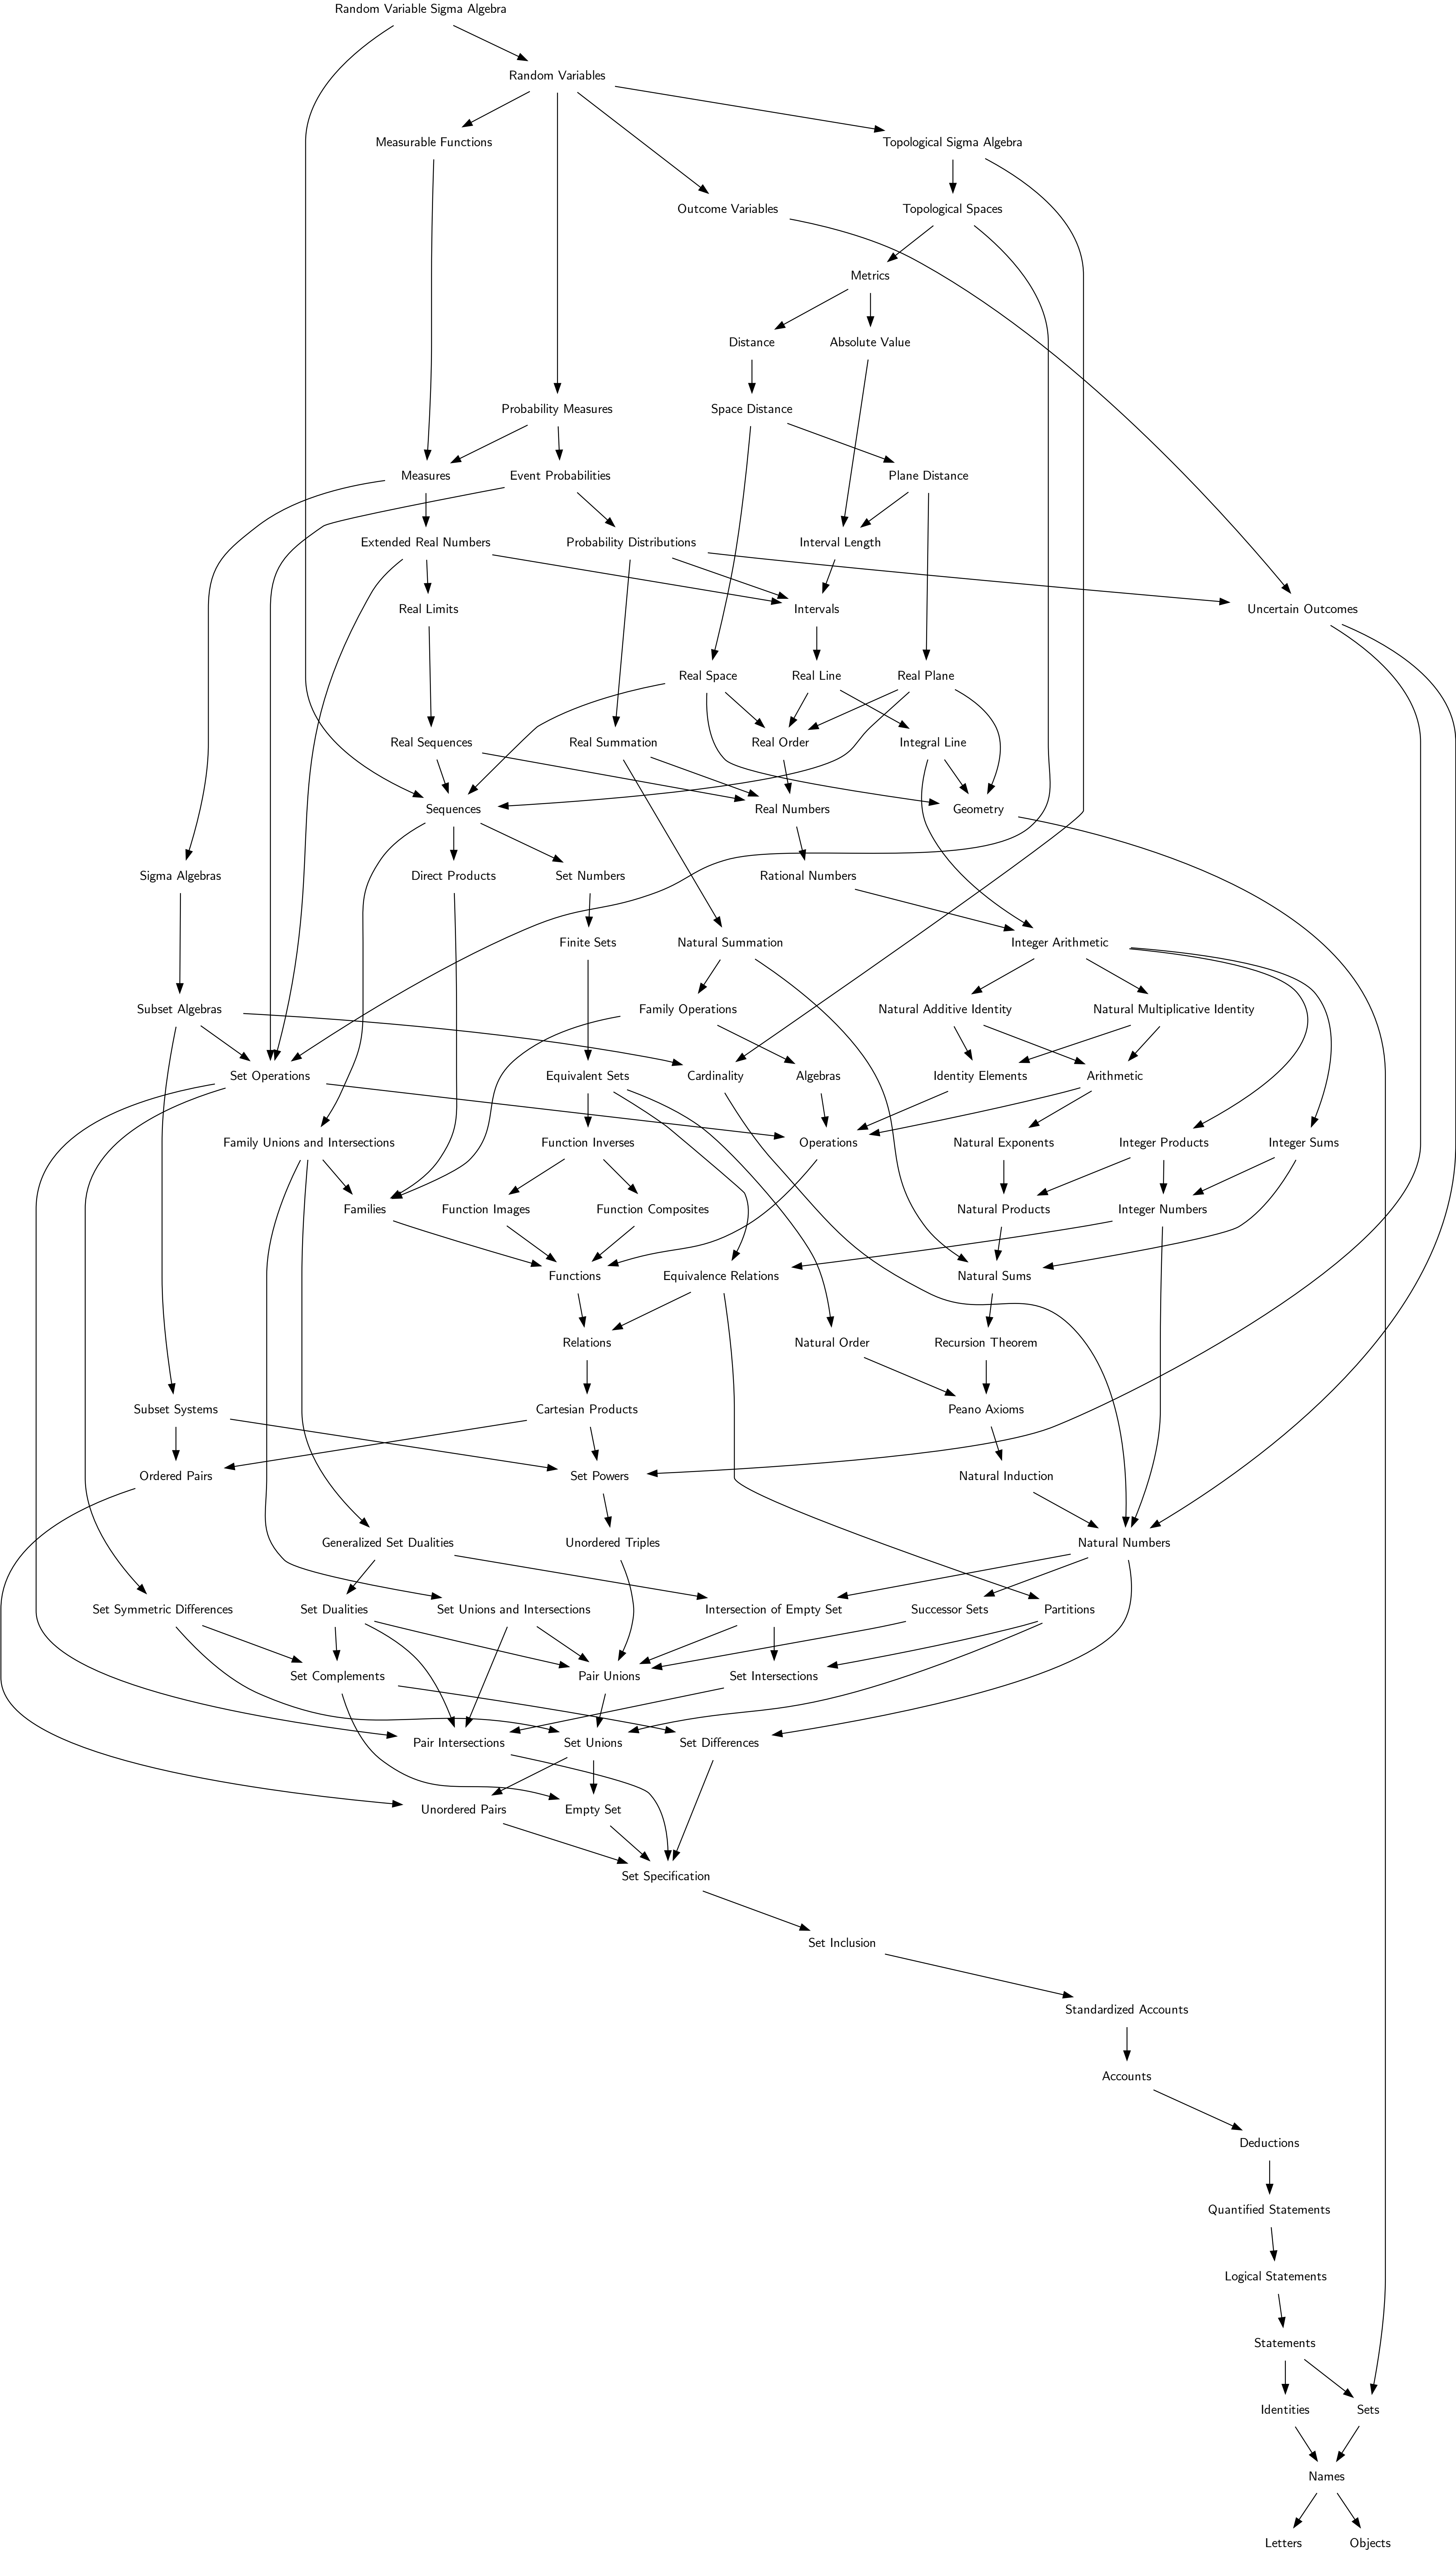 Random Variable Sigma Algebra
Random Variables
Measurable Functions
Topological Sigma Algebra
Outcome Variables
Topological Spaces
Metrics
Distance
Absolute Value
Probability Measures
Space Distance
Measures
Event Probabilities
Plane Distance
Extended Real Numbers
Probability Distributions
Interval Length
Real Limits
Intervals
Uncertain Outcomes
Real Space
Real Line
Real Plane
Real Sequences
Real Summation
Real Order
Integral Line
Sequences
Real Numbers
Geometry
Sigma Algebras
Direct Products
Set Numbers
Rational Numbers
Finite Sets
Natural Summation
Integer Arithmetic
Subset Algebras
Family Operations
Natural Additive Identity
Natural Multiplicative Identity
Set Operations
Equivalent Sets
Cardinality
Algebras
Identity Elements
Arithmetic
Family Unions and Intersections
Function Inverses
Operations
Natural Exponents
Integer Products
Integer Sums
Families
Function Images
Function Composites
Natural Products
Integer Numbers
Functions
Equivalence Relations
Natural Sums
Relations
Natural Order
Recursion Theorem
Subset Systems
Cartesian Products
Peano Axioms
Ordered Pairs
Set Powers
Natural Induction
Generalized Set Dualities
Unordered Triples
Natural Numbers
Set Symmetric Differences
Set Dualities
Set Unions and Intersections
Intersection of Empty Set
Successor Sets
Partitions
Set Complements
Pair Unions
Set Intersections
Pair Intersections
Set Unions
Set Differences
Unordered Pairs
Empty Set
Set Specification
Set Inclusion
Standardized Accounts
Accounts
Deductions
Quantified Statements
Logical Statements
Statements
Identities
Sets
Names
Letters
Objects